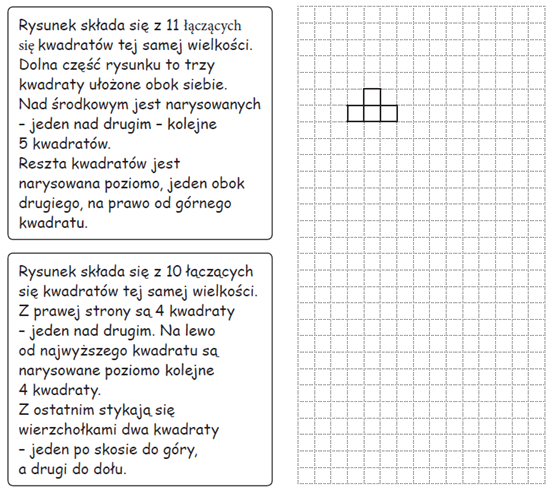 Rysunek składa się z 11 łączących
się kwadratów tej samej wielkości.
Dolna część rysunku to trzy
kwadraty ułożone obok siebie.
Nad środkowym jest narysowanych
– jeden nad drugim – kolejne
5 kwadratów.
Reszta kwadratów jest
narysowana poziomo, jeden obok
drugiego, na prawo od górnego
kwadratu.
Rysunek składa się z 10 łączących
się kwadratów tej samej wielkości.
Z prawej strony są 4 kwadraty
– jeden nad drugim. Na lewo
od najwyższego kwadratu są
narysowane poziomo kolejne
4 kwadraty.
Z ostatnim stykają się
wierzchołkami dwa kwadraty
– jeden po skosie do góry,
a drugi do dołu.